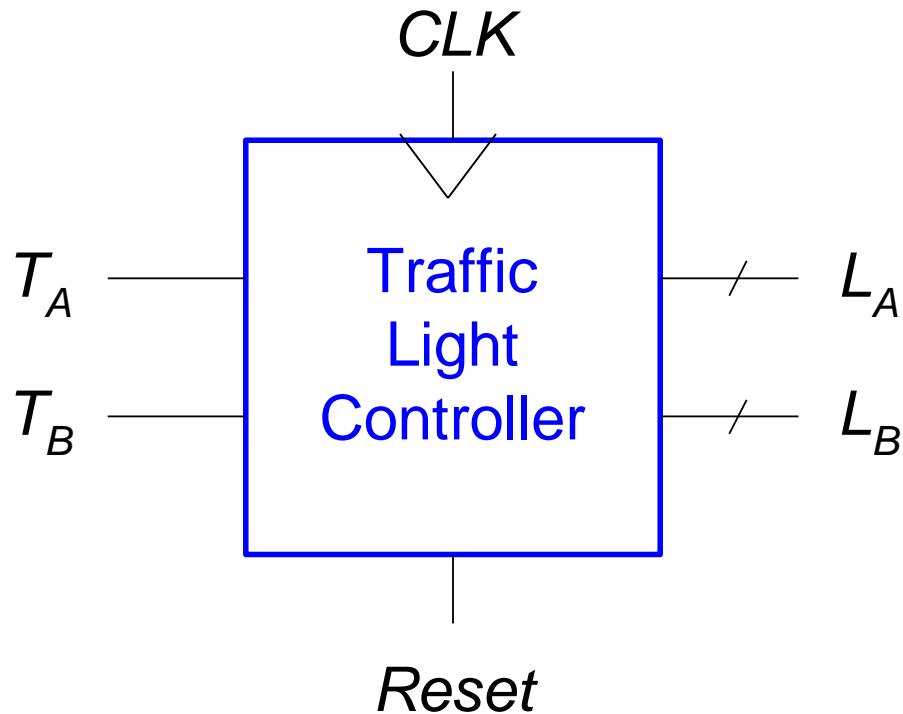 CLK
T_A
Traffic
L_A
Light
T_B
Controller
L_B
Reset